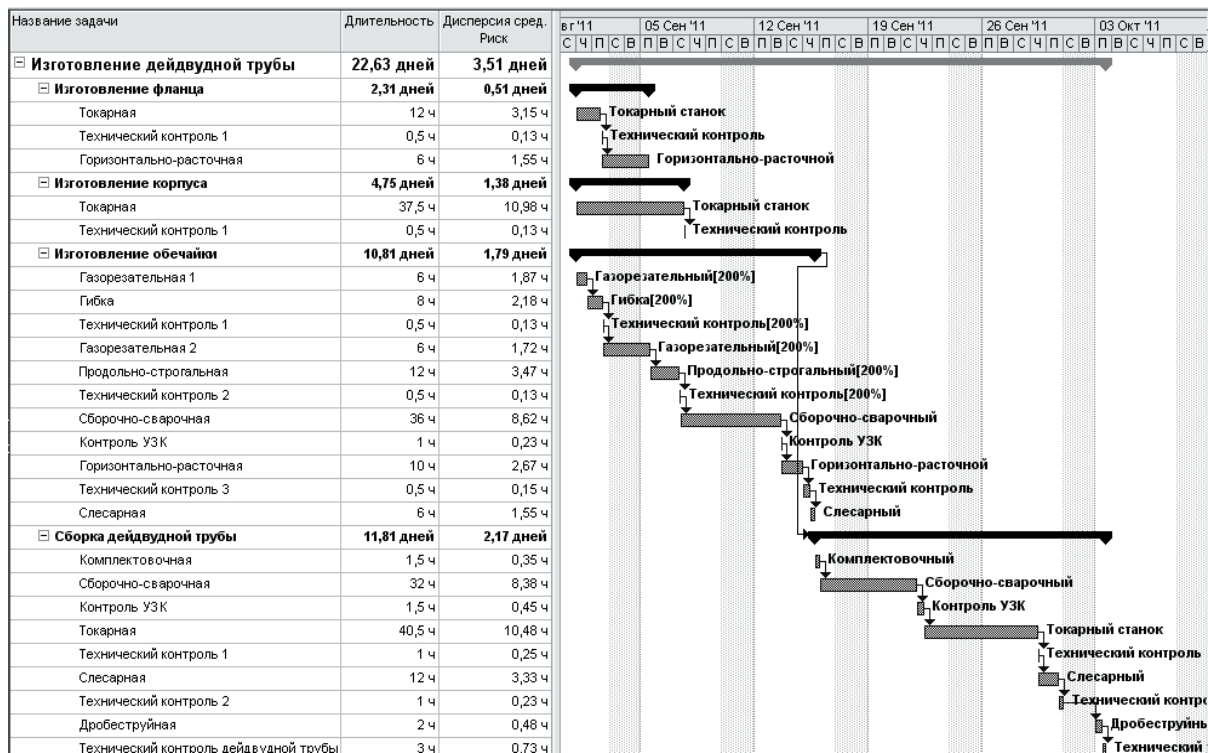 Название задачи Длительность Дисперсия сред. Риск вг '11 05 Сен '11 12 Сен '11 19 Сен '11 26 Сен '11 03 Окт '11
С Ч П С В П В С Ч П С В П В С Ч П С В П В С Ч П С В П В С Ч П С В П В С Ч П С В
Изготовление дейдвудной трубы 22,63 дней 3,51 дней
Изготовление фланца 2,31 дней 0,51 дней
Токарная 12 ч 3,15 ч Токарный станок
Технический контроль 1 0,5 ч 0,13 ч Технический контроль
Горизонтально-расточная 6 ч 1,55 ч Горизонтально-расточной
Изготовление корпуса 4,75 дней 1,38 дней
Токарная 37,5 ч 10,98 ч Токарный станок
Технический контроль 1 0,5 ч 0,13 ч Технический контроль
Изготовление обечайки 10,81 дней 1,79 дней
Газорезательная 1 6 ч 1,87 ч Газорезательный[200%]
Гибка 8 ч 2,18 ч Гибка[200%]
Технический контроль 1 0,5 ч 0,13 ч Технический контроль[200%]
Газорезательная 2 6 ч 1,72 ч Газорезательный[200%]
Продольно-строгальная 12 ч 3,47 ч Продольно-строгальный[200%]
Технический контроль 2 0,5 ч 0,13 ч Технический контроль[200%]
Сборочно-сварочная 36 ч 8,62 ч Сборочно-сварочный
Контроль УЗК 1 ч 0,23 ч Контроль УЗК
Горизонтально-расточная 10 ч 2,67 ч Горизонтально-расточной
Технический контроль 3 0,5 ч 0,15 ч Технический контроль
Слесарная 6 ч 1,55 ч Слесарный
Сборка дейдвудной трубы 11,81 дней 2,17 дней
Комплектовочная 1,5 ч 0,35 ч Комплектовочный
Сборочно-сварочная 32 ч 8,38 ч Сборочно-сварочный
Контроль УЗК 1,5 ч 0,45 ч Контроль УЗК
Токарная 40,5 ч 10,48 ч Токарный станок
Технический контроль 1 1 ч 0,25 ч Технический контроль
Слесарная 12 ч 3,33 ч Слесарный
Технический контроль 2 1 ч 0,23 ч Технический контро
Дробеструйная 2 ч 0,48 ч Дробеструйнь
Технический контроль дейдвудной трубы 3 ч 0,73 ч Технический